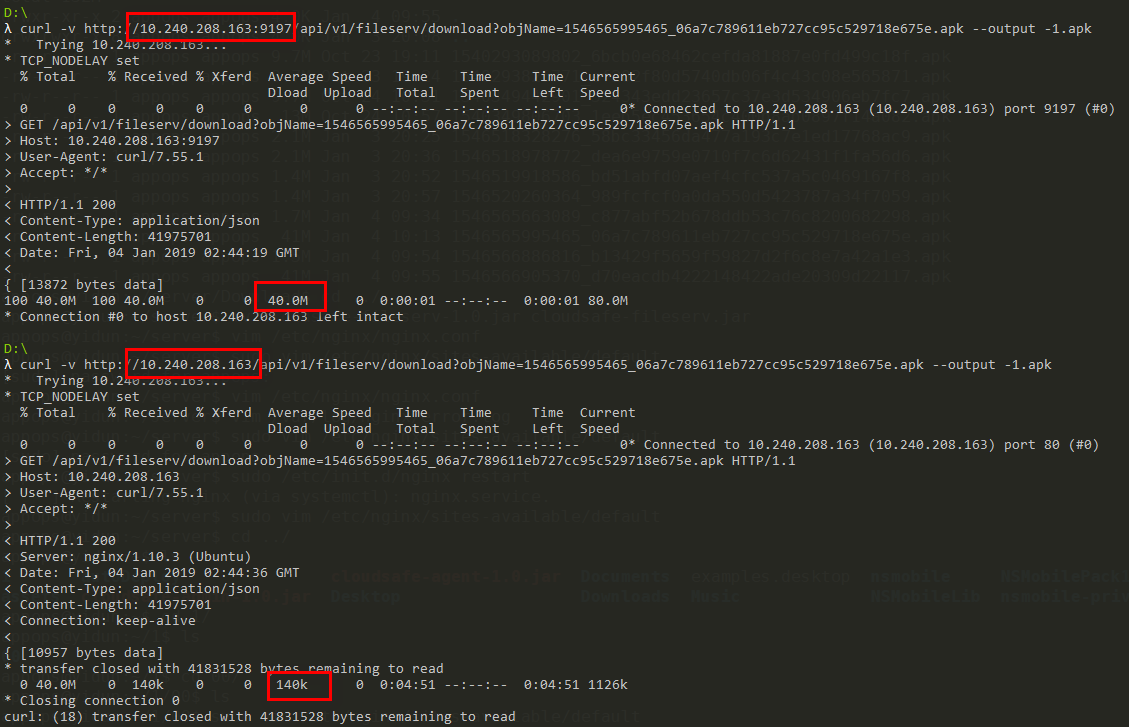 D:\
λ curl -v http://10.240.208.163:9197/api/v1/fileserv/download?objName=1546565995465_06a7c789611eb727cc95c529718e675e.apk --output -1.apk
*   Trying 10.240.208.163...
* TCP_NODELAY set
  % Total    % Received % Xferd  Average Speed   Time    Time     Time  Current
                                 Dload  Upload   Total   Spent    Left  Speed
  0     0    0     0    0     0      0      0 --:--:-- --:--:-- --:--:--     0* Connected to 10.240.208.163 (10.240.208.163) port 9197 (#0)
> GET /api/v1/fileserv/download?objName=1546565995465_06a7c789611eb727cc95c529718e675e.apk HTTP/1.1
> Host: 10.240.208.163:9197
> User-Agent: curl/7.55.1
> Accept: */*
>
< HTTP/1.1 200
< Content-Type: application/json
< Content-Length: 41975701
< Date: Fri, 04 Jan 2019 02:44:19 GMT
<
{ [13872 bytes data]
100 40.0M  100 40.0M    0     0  40.0M      0  0:00:01 --:--:--  0:00:01 80.0M
* Connection #0 to host 10.240.208.163 left intact
D:\
λ curl -v http://10.240.208.163/api/v1/fileserv/download?objName=1546565995465_06a7c789611eb727cc95c529718e675e.apk --output -1.apk
*   Trying 10.240.208.163...
* TCP_NODELAY set
  % Total    % Received % Xferd  Average Speed   Time    Time     Time  Current
                                 Dload  Upload   Total   Spent    Left  Speed
  0     0    0     0    0     0      0      0 --:--:-- --:--:-- --:--:--     0* Connected to 10.240.208.163 (10.240.208.163) port 80 (#0)
> GET /api/v1/fileserv/download?objName=1546565995465_06a7c789611eb727cc95c529718e675e.apk HTTP/1.1
> Host: 10.240.208.163
> User-Agent: curl/7.55.1
> Accept: */*
>
< HTTP/1.1 200
< Server: nginx/1.10.3 (Ubuntu)
< Date: Fri, 04 Jan 2019 02:44:36 GMT
< Content-Type: application/json
< Content-Length: 41975701
< Connection: keep-alive
<
{ [10957 bytes data]
* transfer closed with 41831528 bytes remaining to read
  0 40.0M    0  140k    0     0   140k      0  0:04:51 --:--:--  0:04:51 1126k
* Closing connection 0
curl: (18) transfer closed with 41831528 bytes remaining to read